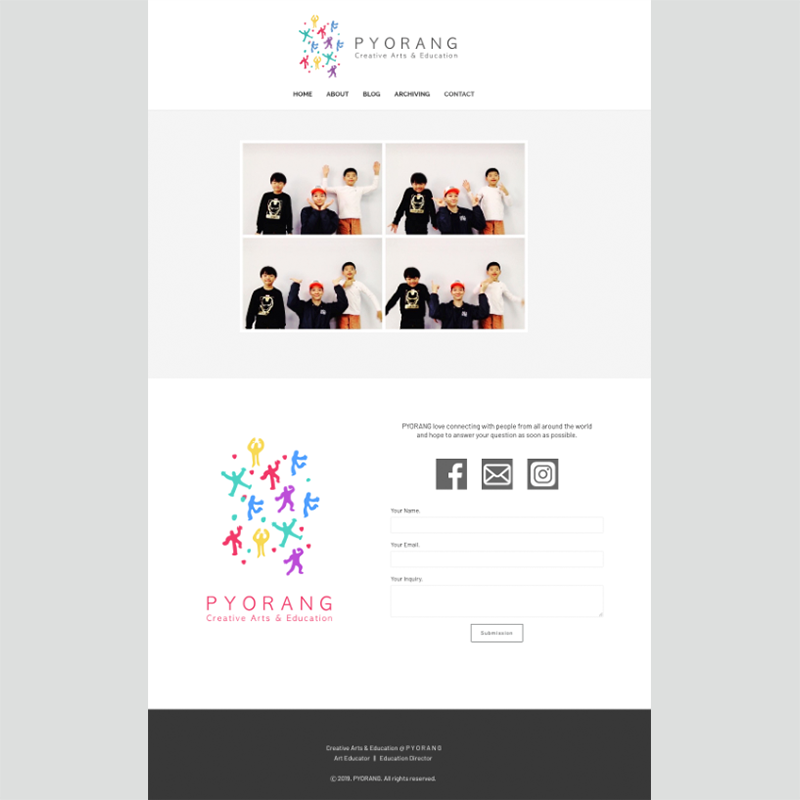 PYORANG
Creative Arts & Education
HOME ABOUT BLOG ARCHIVING CONTACT
PYORANG love connecting with people from all around the world
and hope to answer your question as soon as possible.
Your Name.
Your Email.
Your Inquiry.
Submission
PYORANG
Creative Arts & Education
Creative Arts & Education @ P Y O R A N G
Art Educator || Education Director
© 2018. PYORANG. All rights reserved.